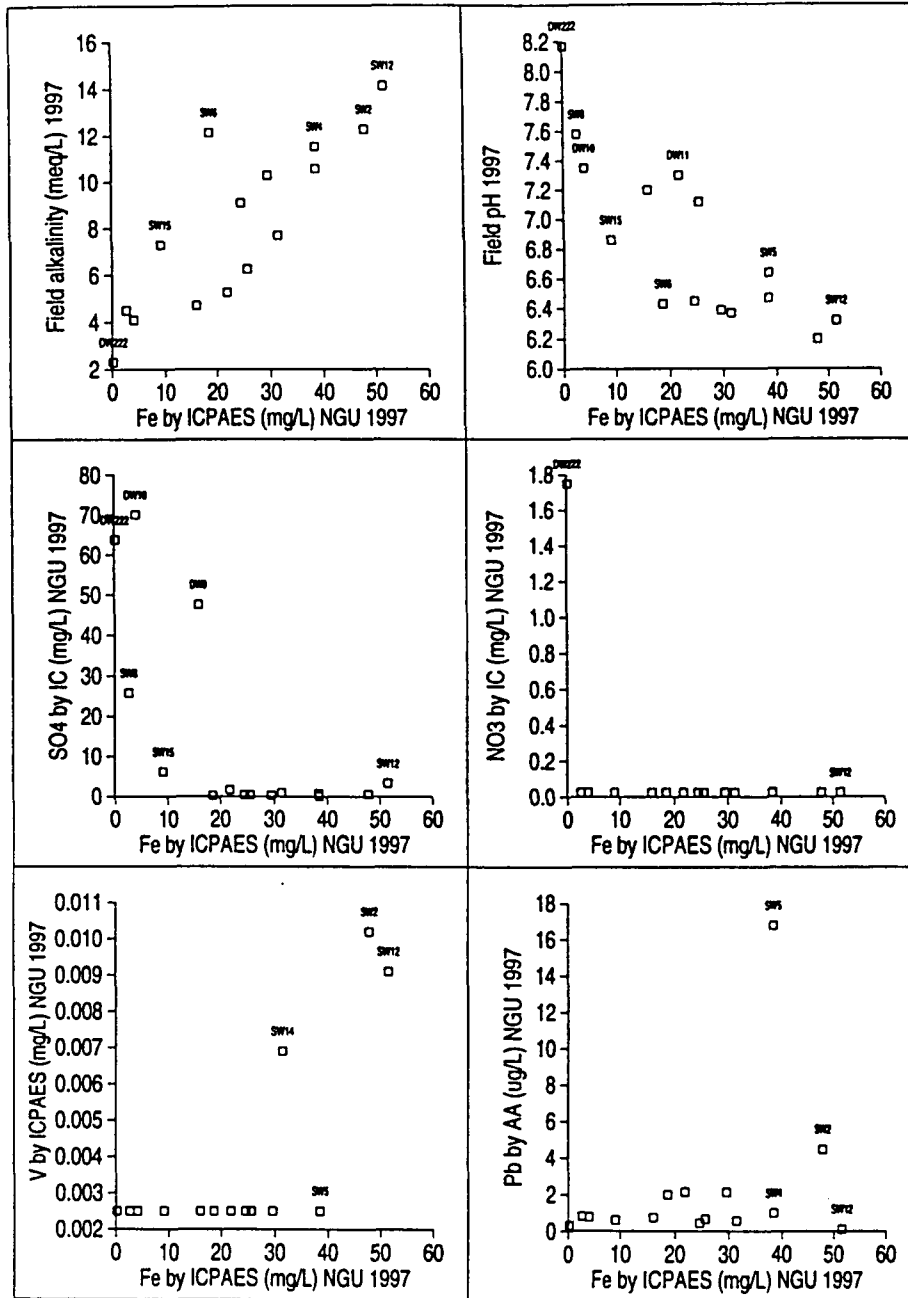 16
14
12
10
8
6
4
2
Field alkalinity (meq/L) 1997
SW12
SW6
SW4
SW2
SW15
DW222
0 10 20 30 40 50 60
Fe by ICPAES (mg/L) NGU 1997
8.2
8.0
7.8
7.6
7.4
7.2
7.0
6.8
6.6
6.4
6.2
6.0
Field pH 1997
DW222
SW8
DW10
DW11
SW15
SW5
SW6
SW12
0 10 20 30 40 50 60
Fe by ICPAES (mg/L) NGU 1997
80
70
60
50
40
30
20
10
0
SO4 by IC (mg/L) NGU 1997
DW10
DW222
DW9
SW8
SW15
SW12
0 10 20 30 40 50 60
Fe by ICPAES (mg/L) NGU 1997
1.8
1.6
1.4
1.2
1.0
0.8
0.6
0.4
0.2
0.0
NO3 by IC (mg/L) NGU 1997
DW222
SW12
0 10 20 30 40 50 60
Fe by ICPAES (mg/L) NGU 1997
0.011
0.010
0.009
0.008
0.007
0.006
0.005
0.004
0.003
0.002
V by ICPAES (mg/L) NGU 1997
SW2
SW12
SW14
SW5
0 10 20 30 40 50 60
Fe by ICPAES (mg/L) NGU 1997
18
16
14
12
10
8
6
4
2
0
Pb by AA (ug/L) NGU 1997
SW5
SW2
SW4
SW12
0 10 20 30 40 50 60
Fe by ICPAES (mg/L) NGU 1997